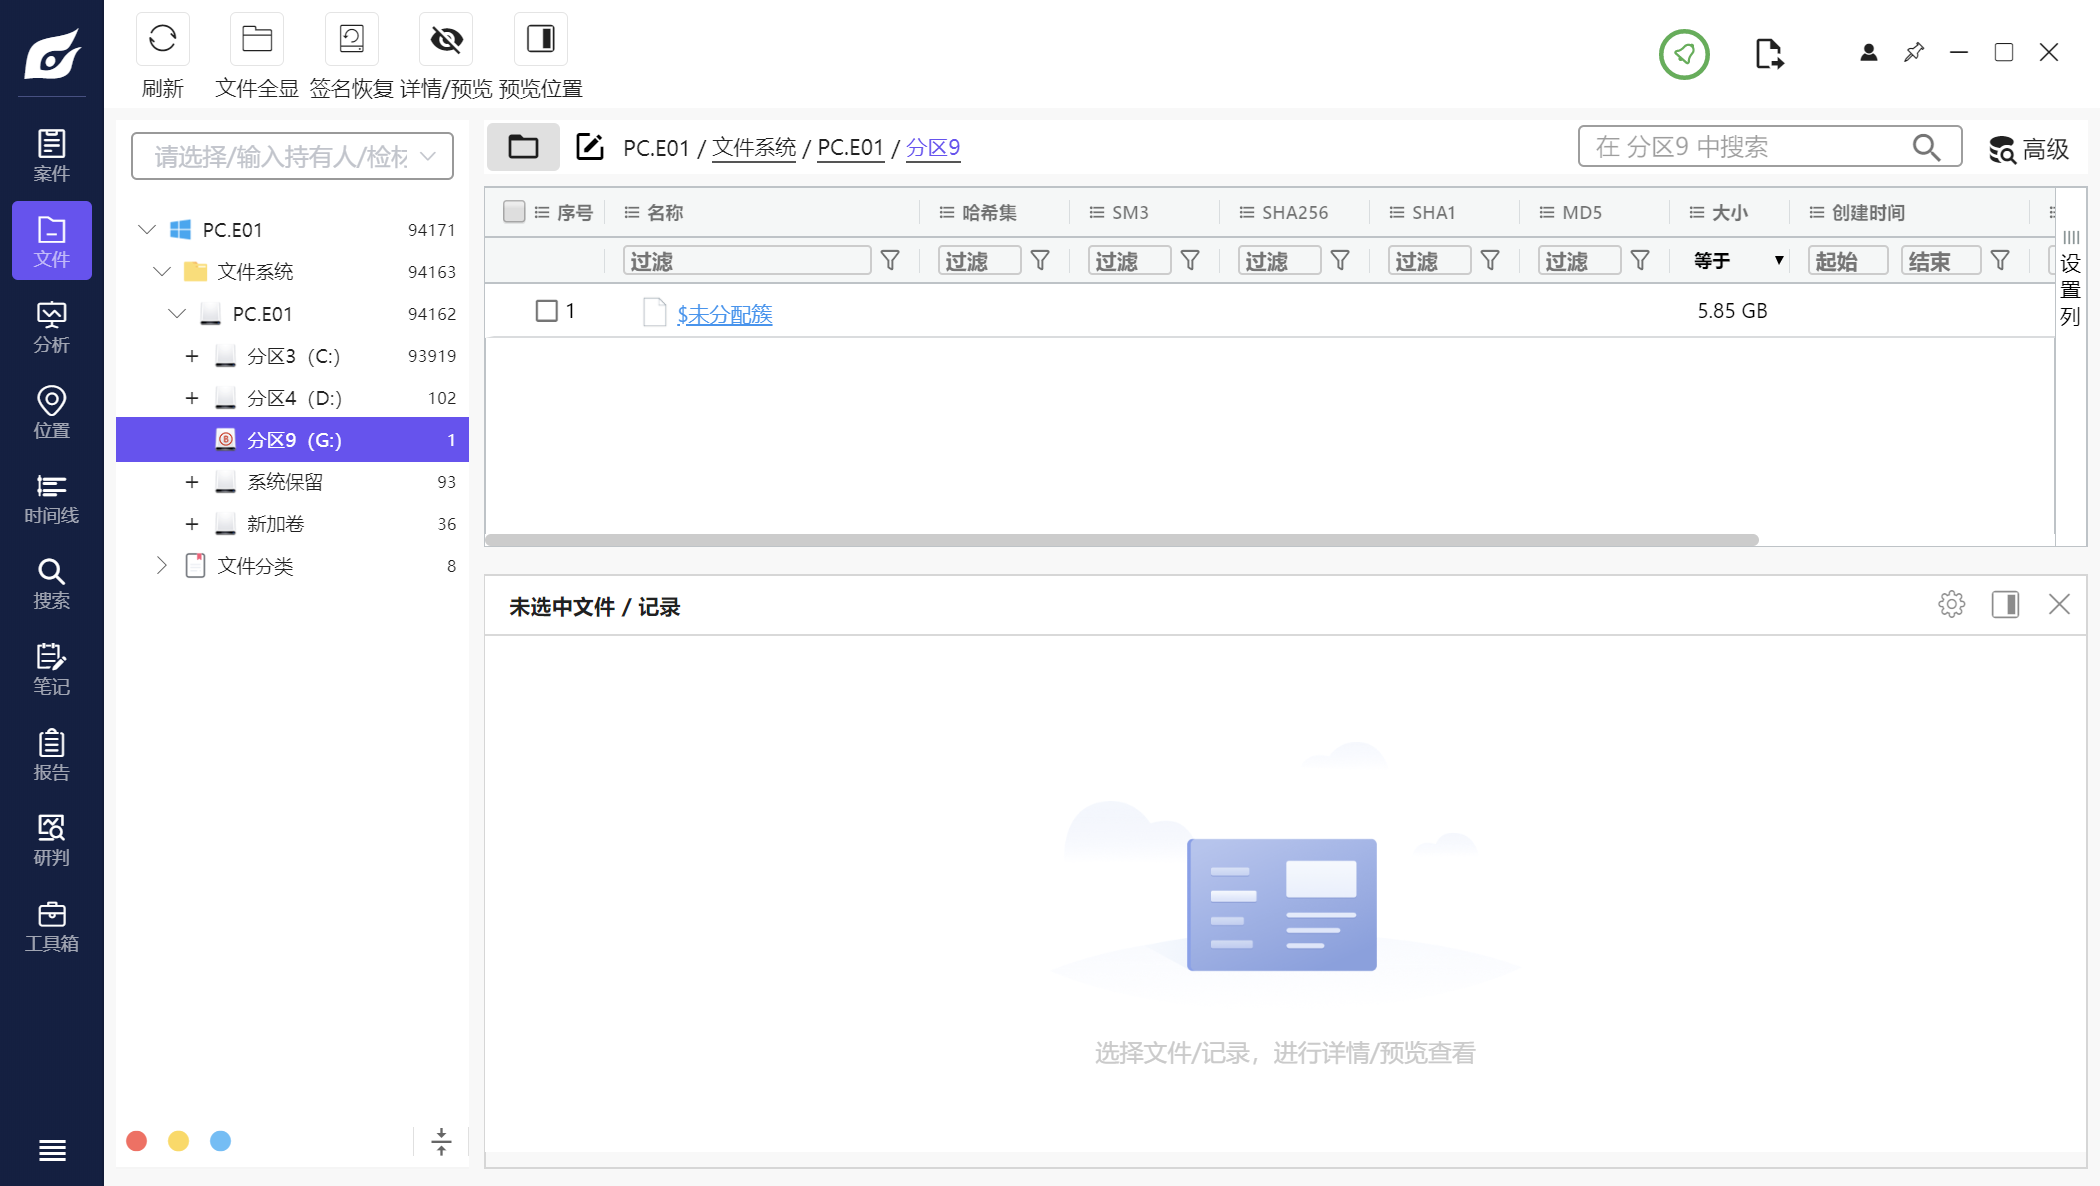 刷新
文件全显
签名恢复
详情/预览
预览位置
案件
文件
分析
位置
时间线
搜索
笔记
报告
研判
工具箱
请选择/输入持有人/检材
PC.E01 94171
文件系统 94163
PC.E01 94162
分区3 (C:) 93919
分区4 (D:) 102
分区9 (G:) 1
系统保留 93
新加卷 36
文件分类 8
PC.E01 / 文件系统 / PC.E01 / 分区9
在 分区9 中搜索
高级
序号 名称 哈希集 SM3 SHA256 SHA1 MD5 大小 创建时间
过滤 过滤 过滤 过滤 过滤 过滤 等于 起始 结束
设置列
1 $未分配簇 5.85 GB
未选中文件 / 记录
选择文件/记录，进行详情/预览查看